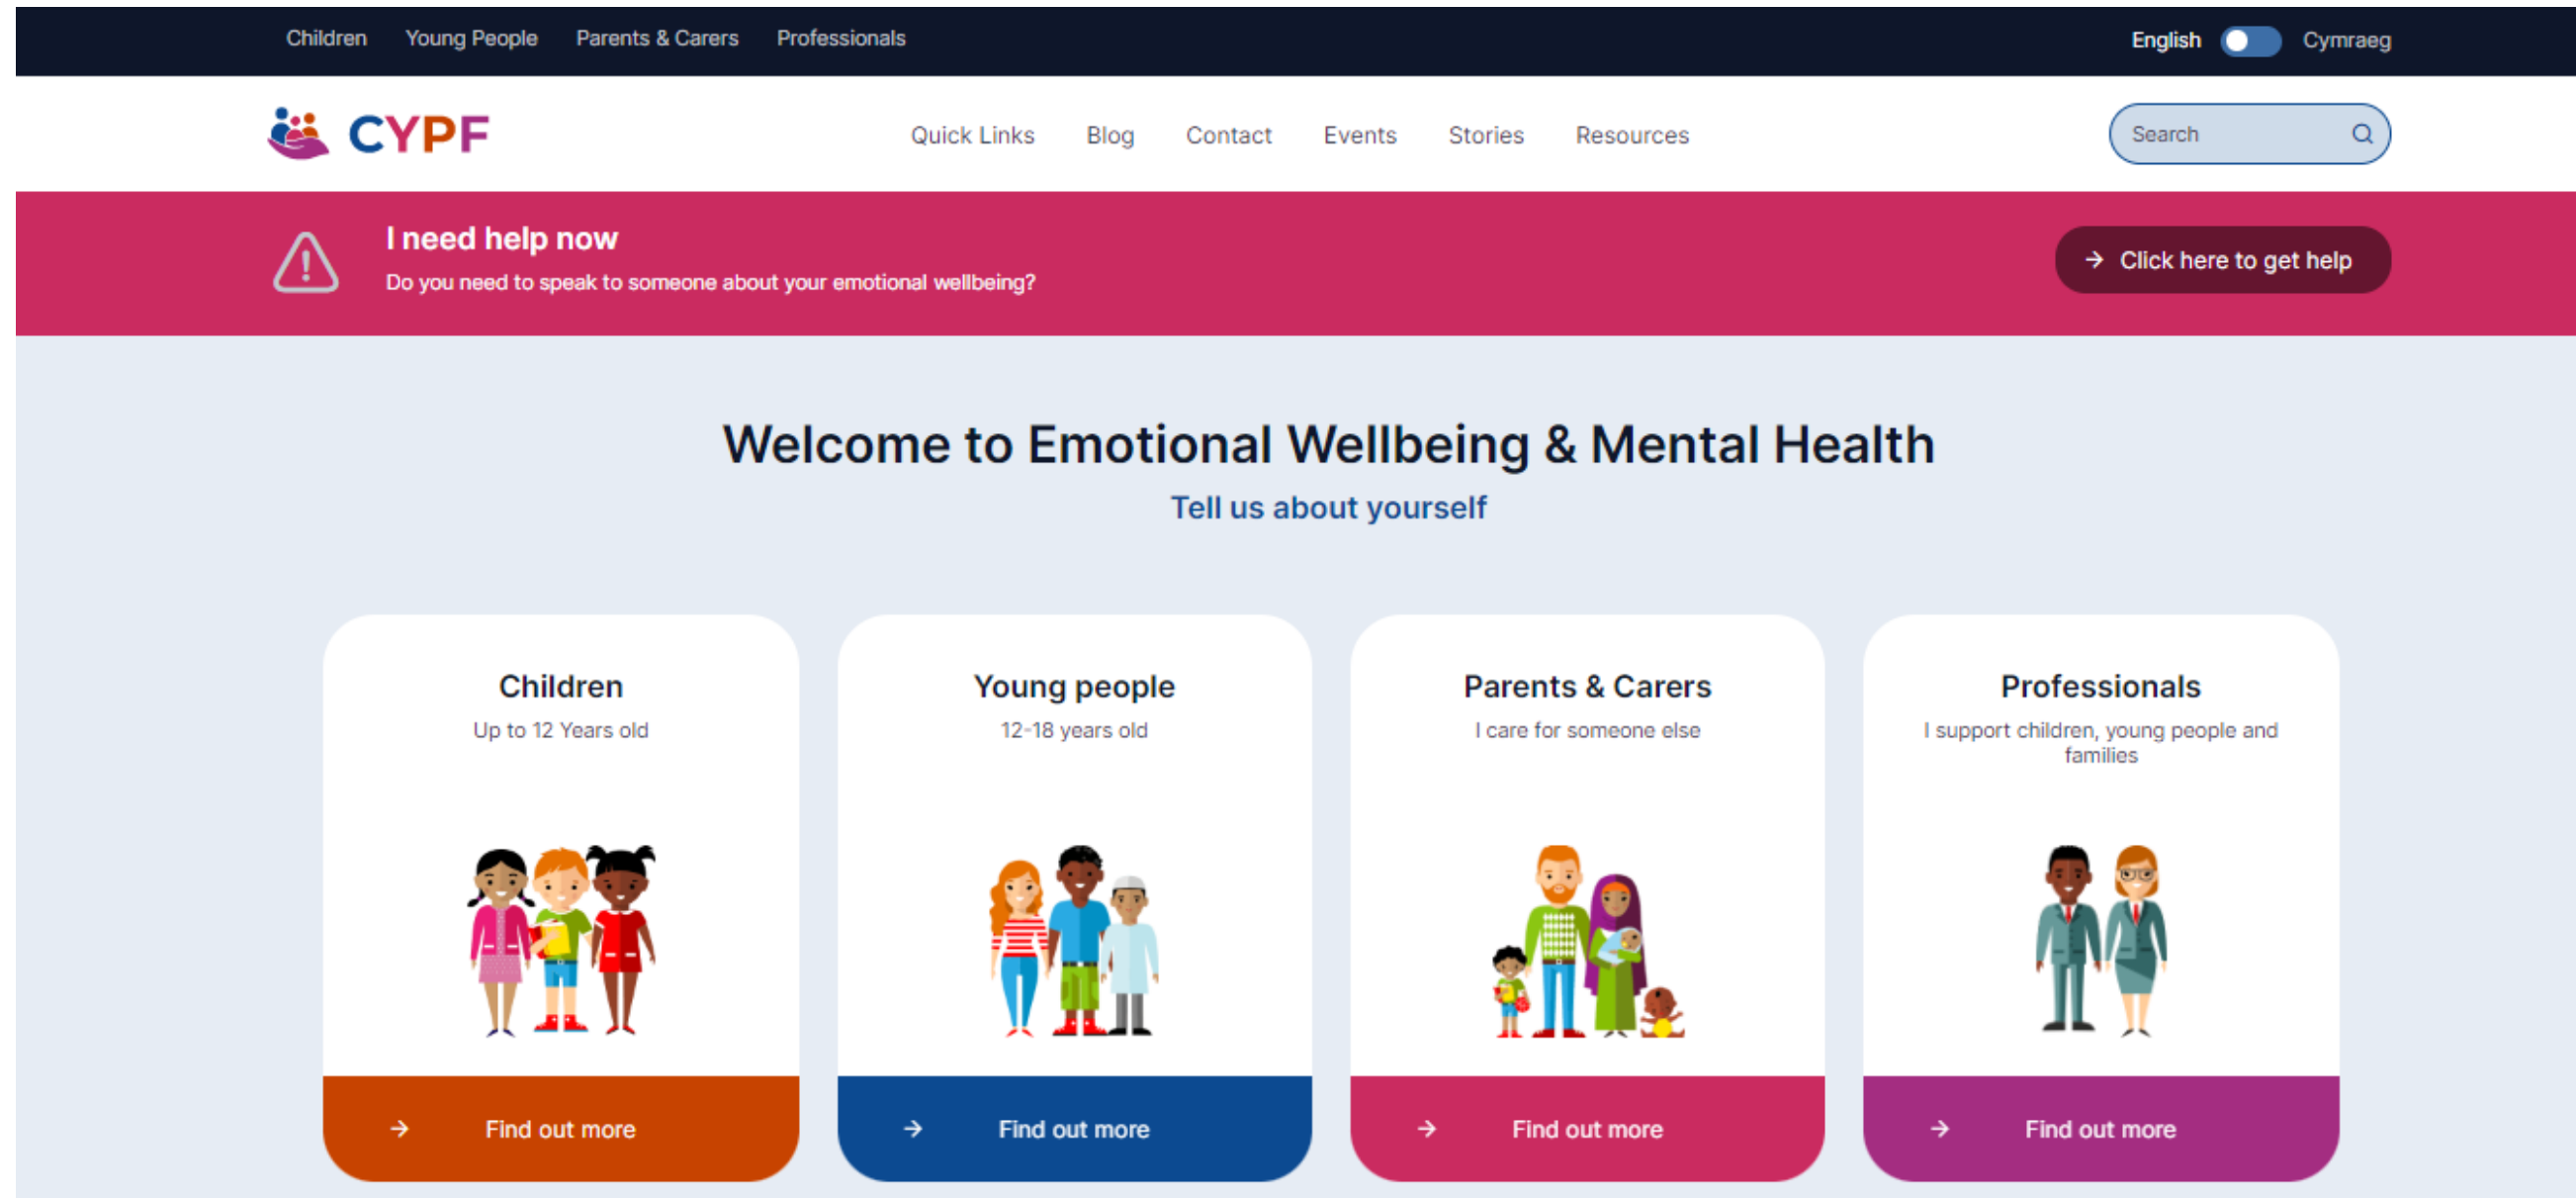 Children Young People Parents & Carers Professionals English Cymraeg
CYPF Quick Links Blog Contact Events Stories Resources Search
I need help now
Do you need to speak to someone about your emotional wellbeing?
Click here to get help
Welcome to Emotional Wellbeing & Mental Health
Tell us about yourself
Children
Up to 12 Years old
Find out more
Young people
12-18 years old
Find out more
Parents & Carers
I care for someone else
Find out more
Professionals
I support children, young people and
families
Find out more